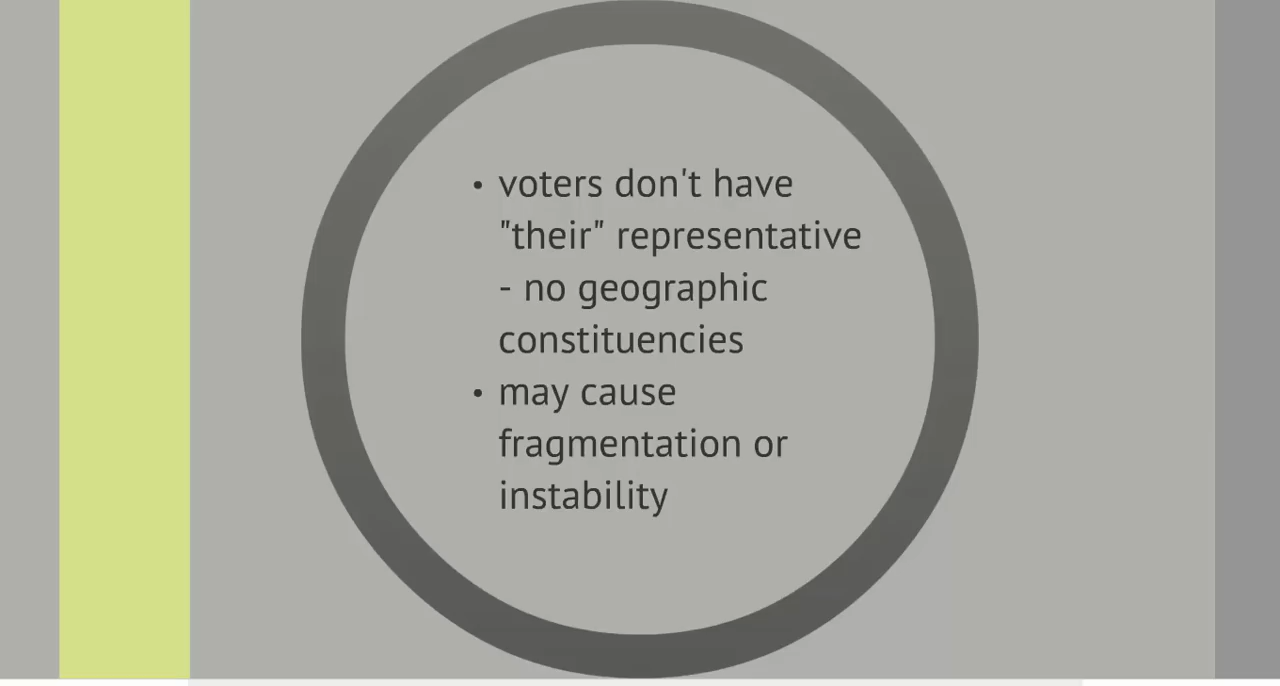 • voters don't have
"their" representative
- no geographic
constituencies
• may cause
fragmentation or
instability